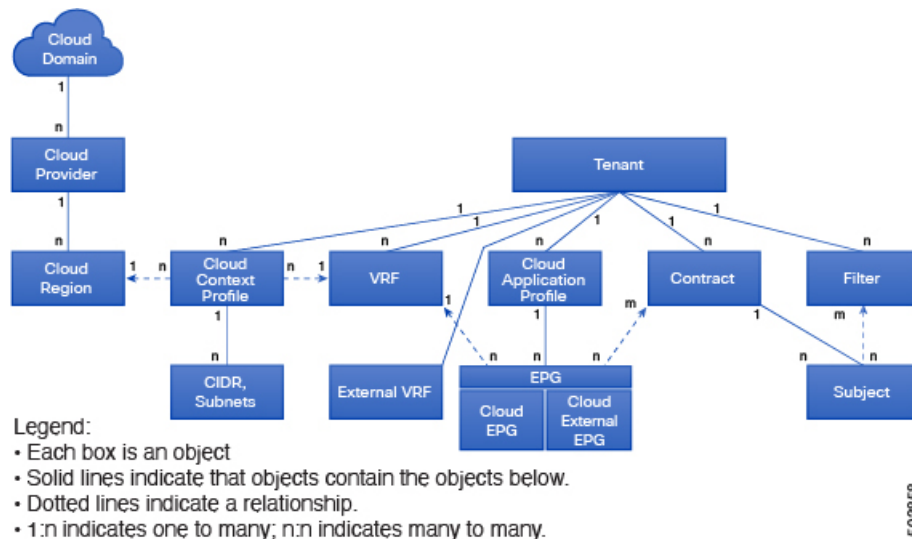 Cloud
Domain
1
n
Cloud
Provider
Tenant
1
1
1
1
1
1
n
n
n
n
n
n
Cloud
Region
1
n
Cloud
Context
Profile
n
1
VRF
Cloud
Application
Profile
Contract
Filter
1
1
1
m
1
m
n
n
n
n
n
n
n
CIDR,
Subnets
External VRF
EPG
Cloud
EPG
Cloud
External
EPG
Subject
Legend:
• Each box is an object
• Solid lines indicate that objects contain the objects below.
• Dotted lines indicate a relationship.
• 1:n indicates one to many; n:n indicates many to many.